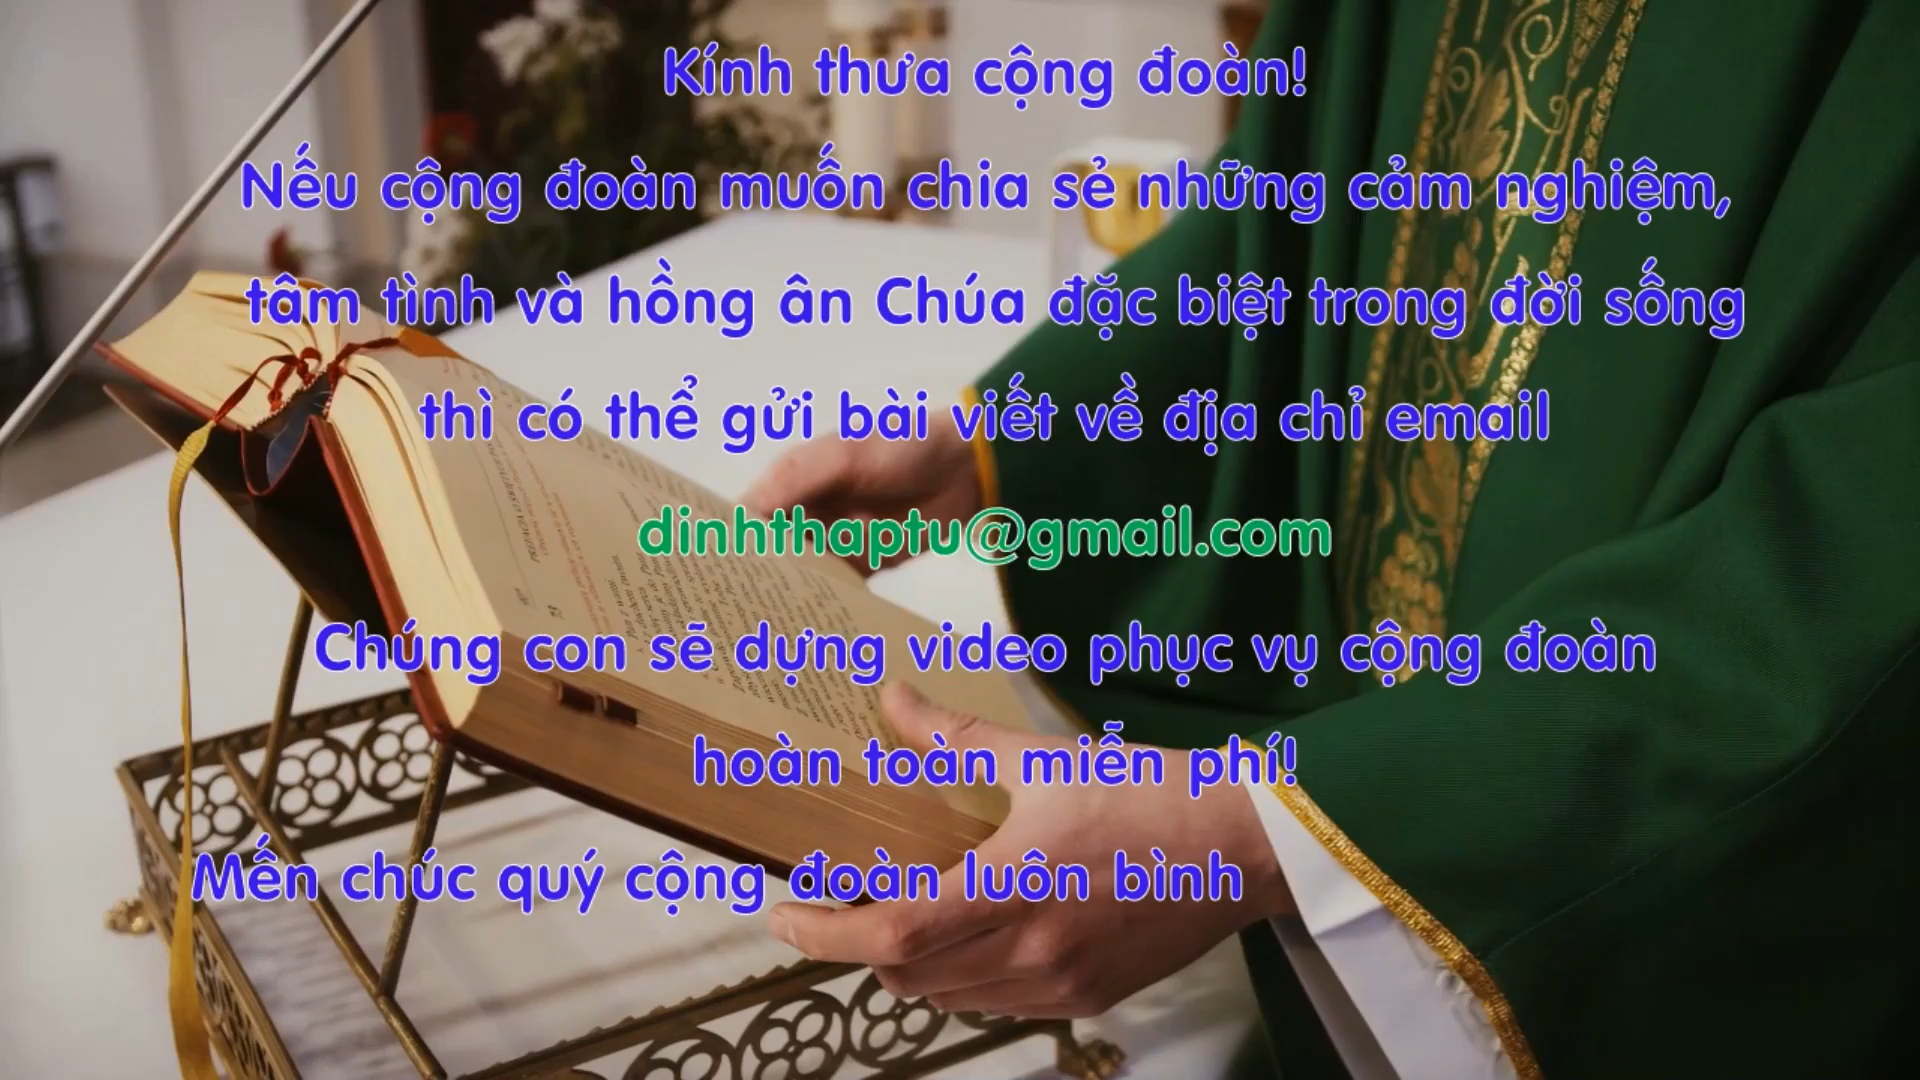 Kính thưa cộng đoàn!
Nếu cộng đoàn muốn chia sẻ những cảm nghiệm,
tâm tình và hồng ân Chúa đặc biệt trong đời sống
thì có thể gửi bài viết về địa chỉ email
dinhthaptu@gmail.com
Chúng con sẽ dựng video phục vụ cộng đoàn
hoàn toàn miễn phí!
Mến chúc quý cộng đoàn luôn bình